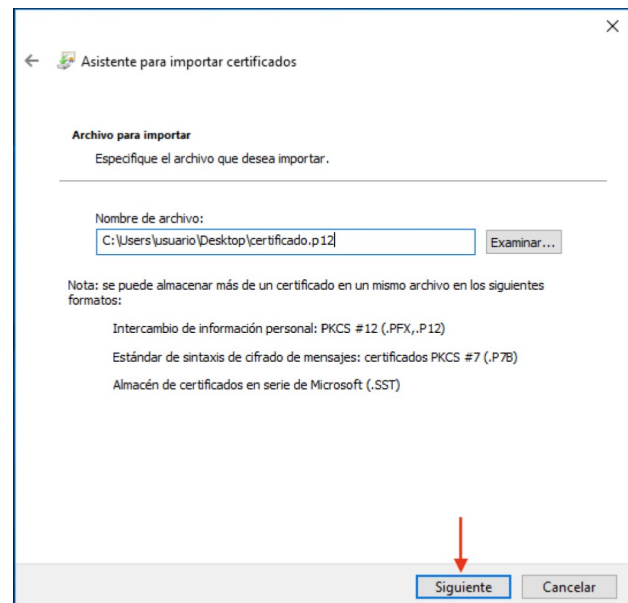 Asistente para importar certificados
Archivo para importar
Especifique el archivo que desea importar.
Nombre de archivo:
C:\Users\usuario\Desktop\certificado.p12
Examinar...
Nota: se puede almacenar más de un certificado en un mismo archivo en los siguientes
formatos:
Intercambio de información personal: PKCS #12 (.PFX,.P12)
Estándar de sintaxis de cifrado de mensajes: certificados PKCS #7 (.P7B)
Almacén de certificados en serie de Microsoft (.SST)
Siguiente
Cancelar